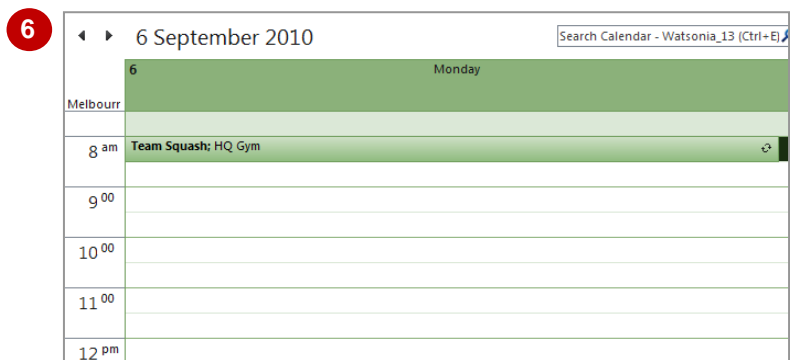 6
6 September 2010
Search Calendar - Watsonia_13 (Ctrl+E)
6 Monday
Melbourr
8 am Team Squash; HQ Gym
9 00
10 00
11 00
12 pm